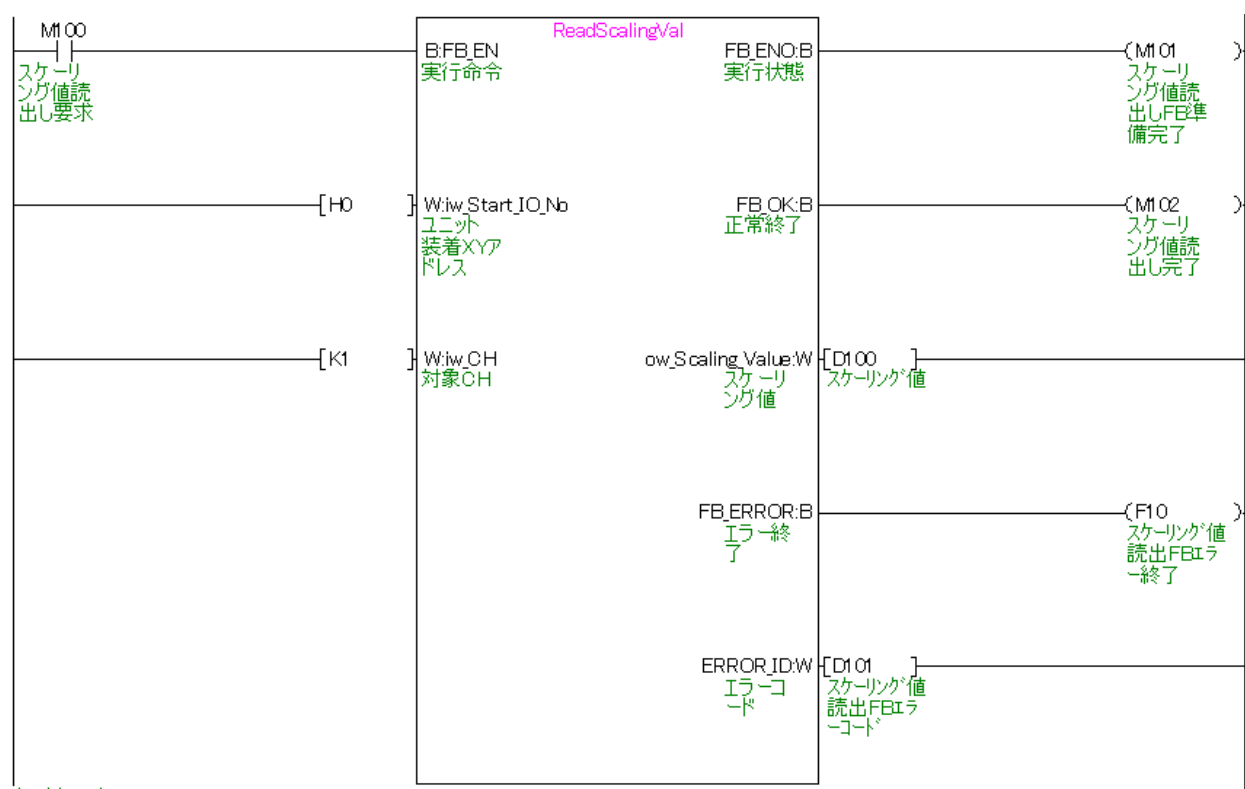 M100
スケーリ
ング値読
出し要求
ReadScalingVal
B:FB_EN
実行命令
FB_ENO:B
実行状態
(M101 )
スケーリ
ング値読
出しFB準
備完了
[H0 ]
W:iw_Start_IO_No
ユニット
装着XYア
ドレス
FB_OK:B
正常終了
(M102 )
スケーリ
ング値読
出し完了
[K1 ]
W:iw_CH
対象CH
ow_Scaling_Value:W
スケーリ
ング値
[D100 ]
スケーリング値
FB_ERROR:B
エラー終
了
(F10 )
スケーリング値
読出FBエラ
ー終了
ERROR_ID:W
エラーコ
ード
[D101 ]
スケーリング値
読出FBエラ
ーコード